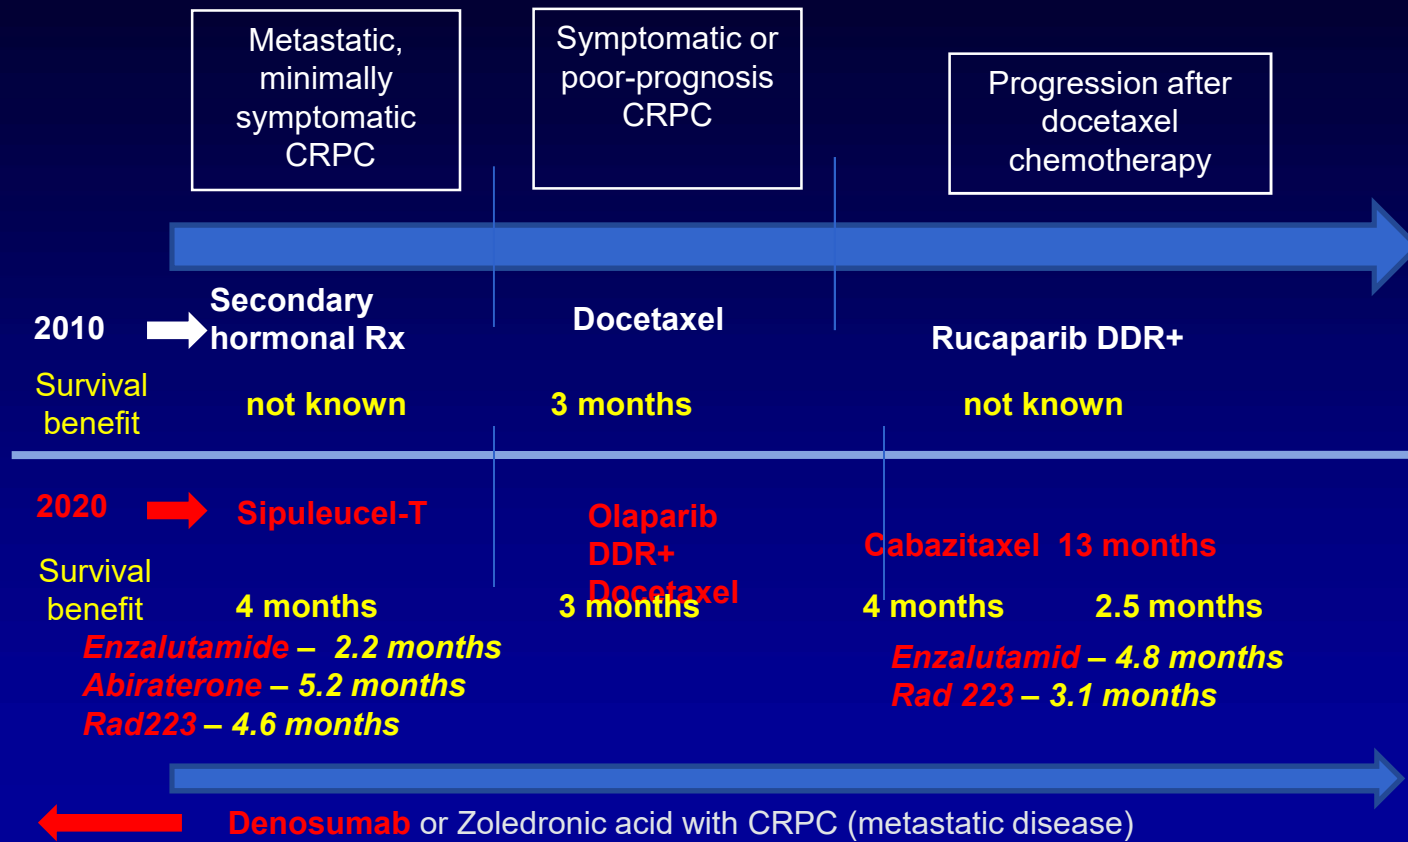 Metastatic,
minimally
symptomatic
CRPC
Symptomatic or
poor-prognosis
CRPC
Progression after
docetaxel
chemotherapy
2010
Secondary
hormonal Rx
Docetaxel
Rucaparib DDR+
Survival
benefit
not known
3 months
not known
2020
Sipuleucel-T
Olaparib
DDR+
Docetaxel
Cabazitaxel 13 months
Survival
benefit
4 months
3 months
4 months
2.5 months
Enzalutamide – 2.2 months
Abiraterone – 5.2 months
Rad223 – 4.6 months
Enzalutamid – 4.8 months
Rad 223 – 3.1 months
Denosumab or Zoledronic acid with CRPC (metastatic disease)